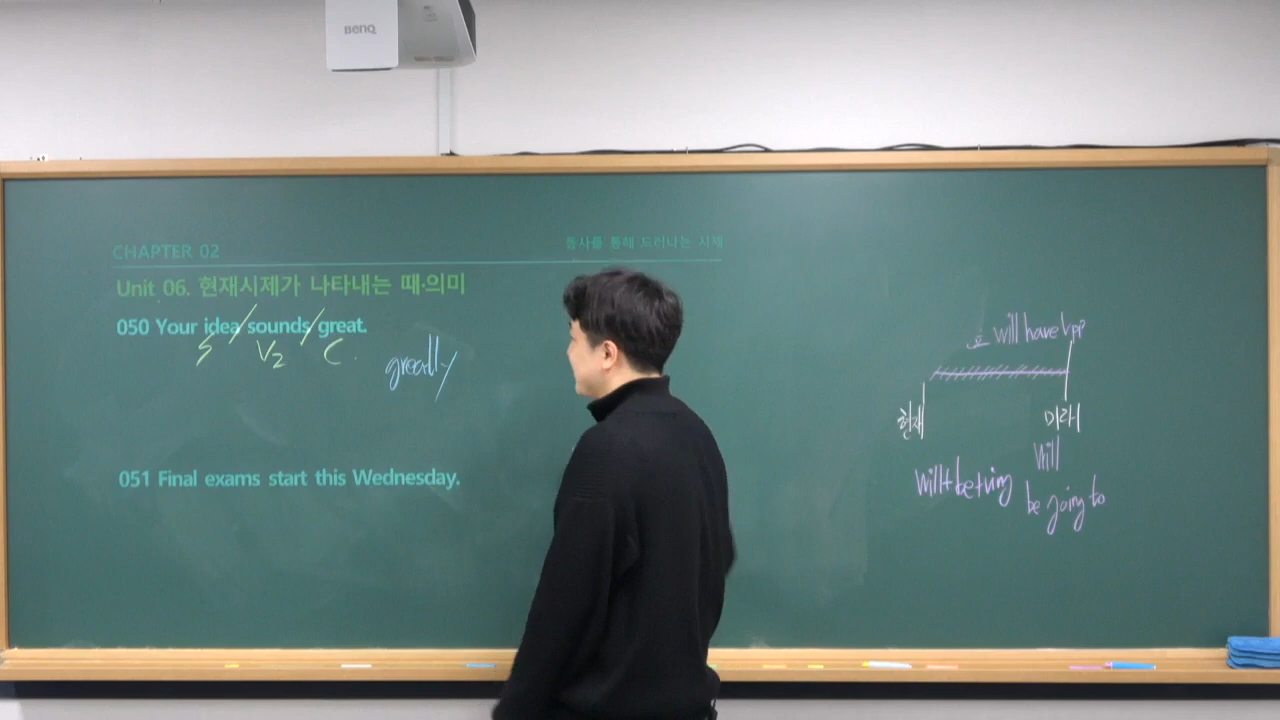 BenQ
CHAPTER 02
동사를 통해 드러나는 시제
Unit 06. 현재시제가 나타내는 때·의미
050 Your idea / sounds / great.
S V2 C.
greatly
051 Final exams start this Wednesday.
will have pp
현재 미래
will
will+be+ving
be going to